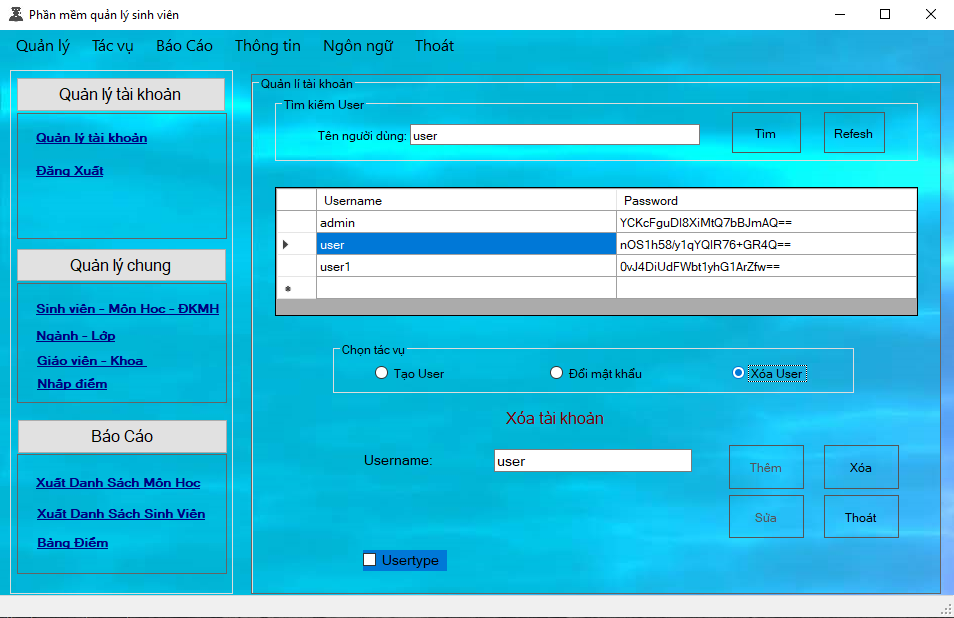 Phần mềm quản lý sinh viên
Quản lý Tác vụ Báo Cáo Thông tin Ngôn ngữ Thoát
Quản lý tài khoản
Quản lý tài khoản
Đăng Xuất
Quản lý chung
Sinh viên - Môn Học - ĐKMH
Ngành - Lớp
Giáo viên - Khoa
Nhập điểm
Báo Cáo
Xuất Danh Sách Môn Học
Xuất Danh Sách Sinh Viên
Bảng Điểm
Quản lí tài khoản
Tìm kiếm User
Tên người dùng: user Tìm Refesh
Username Password
admin YCKcFguDI8XiMtQ7bBJmAQ==
user nOS1h58/y1qYQIR76+GR4Q==
user1 0vJ4DiUdFWbt1yhG1ArZfw==
Chọn tác vụ
Tạo User Đổi mật khẩu Xóa User
Xóa tài khoản
Username: user Thêm Xóa
Sửa Thoát
Usertype